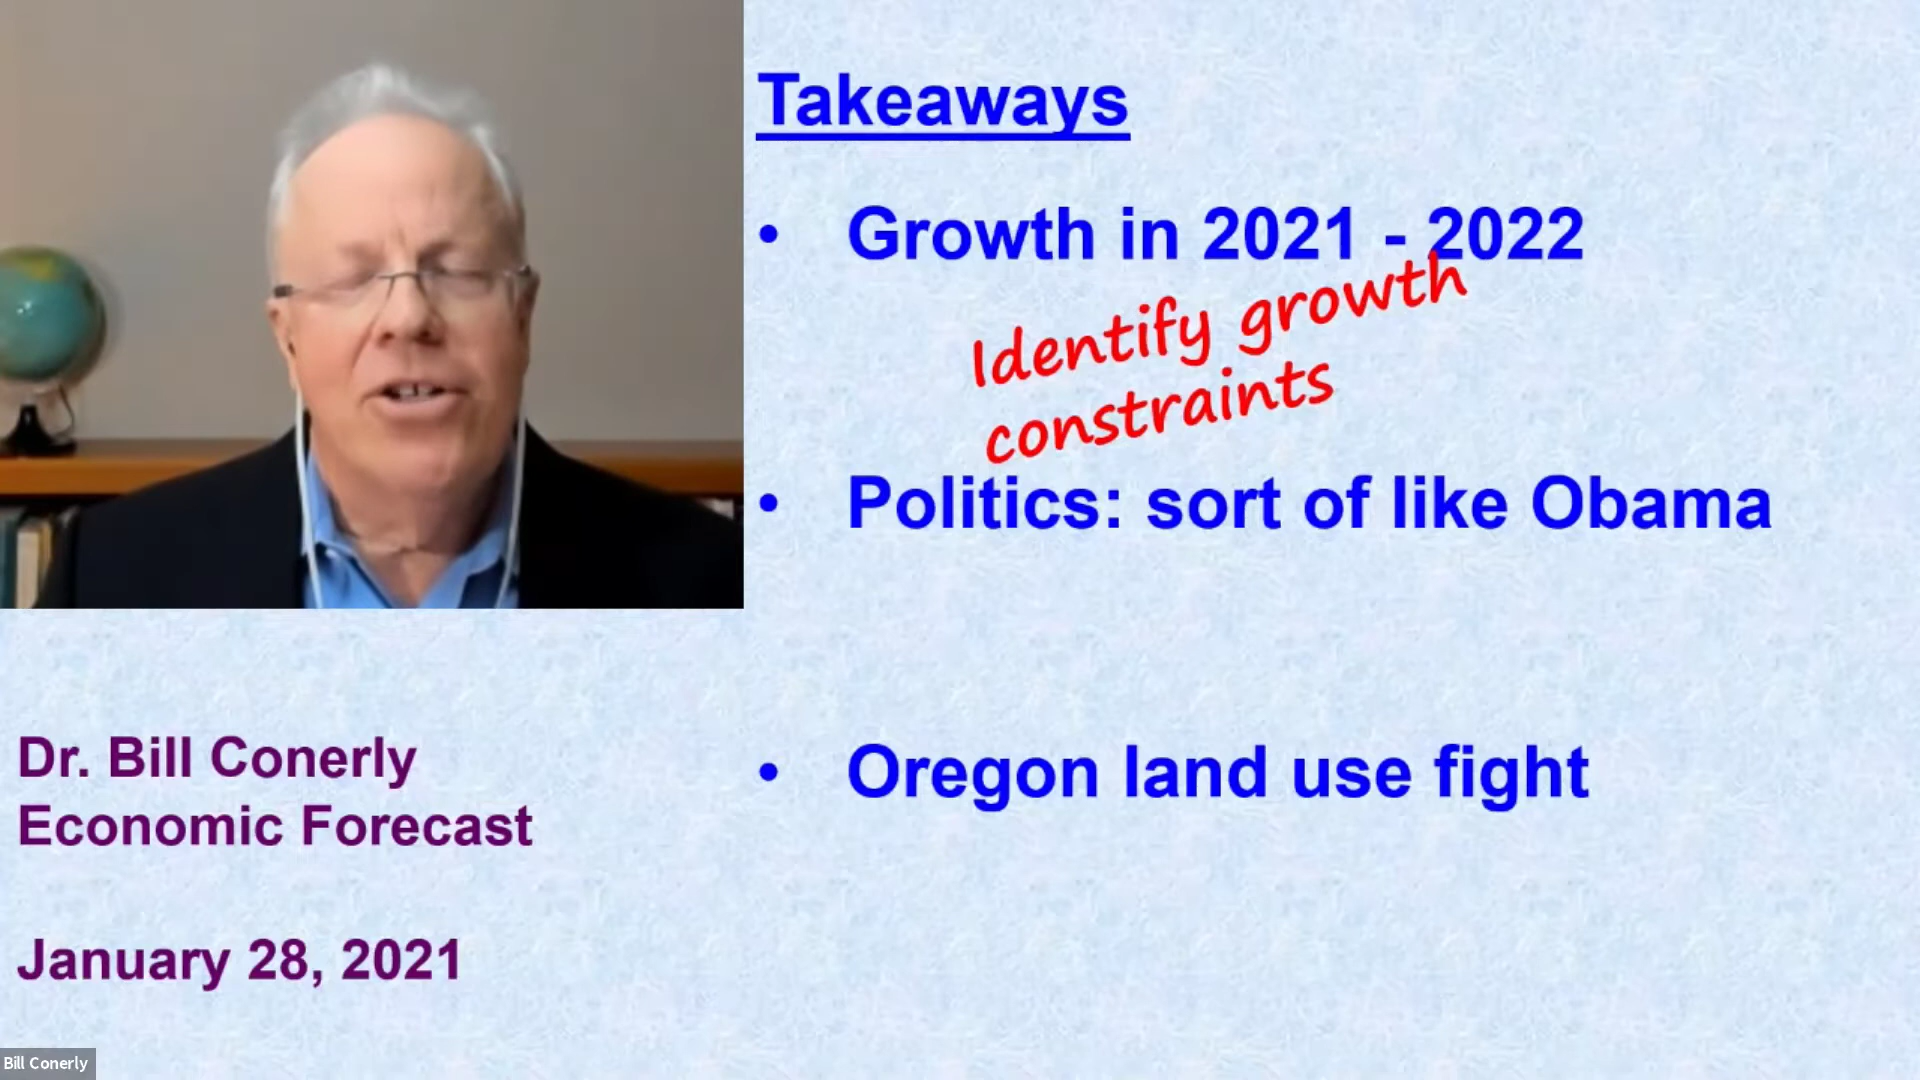 Takeaways
• Growth in 2021 - 2022
Identify growth
constraints
• Politics: sort of like Obama
• Oregon land use fight
Dr. Bill Conerly
Economic Forecast
January 28, 2021
Bill Conerly